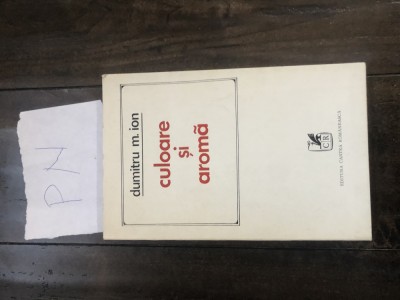 PN
dumitru m. ion
culoare
și
aromă
CR
EDITURA CARTEA ROMÂNEASCĂ